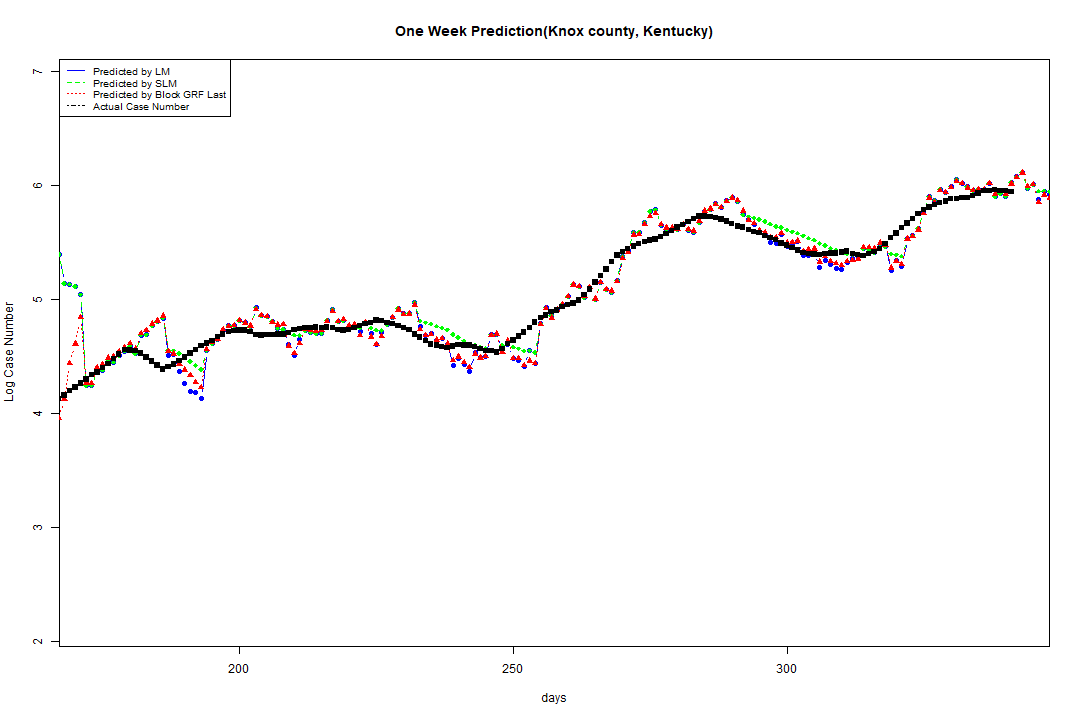 One Week Prediction(Knox county, Kentucky)
Predicted by LM
Predicted by SLM
Predicted by Block GRF Last
Actual Case Number
7
6
5
4
3
2
Log Case Number
200 250 300
days